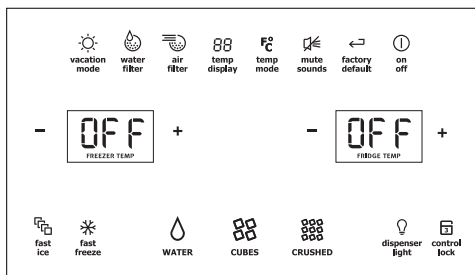 88
F°C
vacation mode
water filter
air filter
temp display
temp mode
mute sounds
factory default
on off
- OFF +
FREEZER TEMP
- OFF +
FRIDGE TEMP
3
fast ice
fast freeze
WATER
CUBES
CRUSHED
dispenser light
control lock